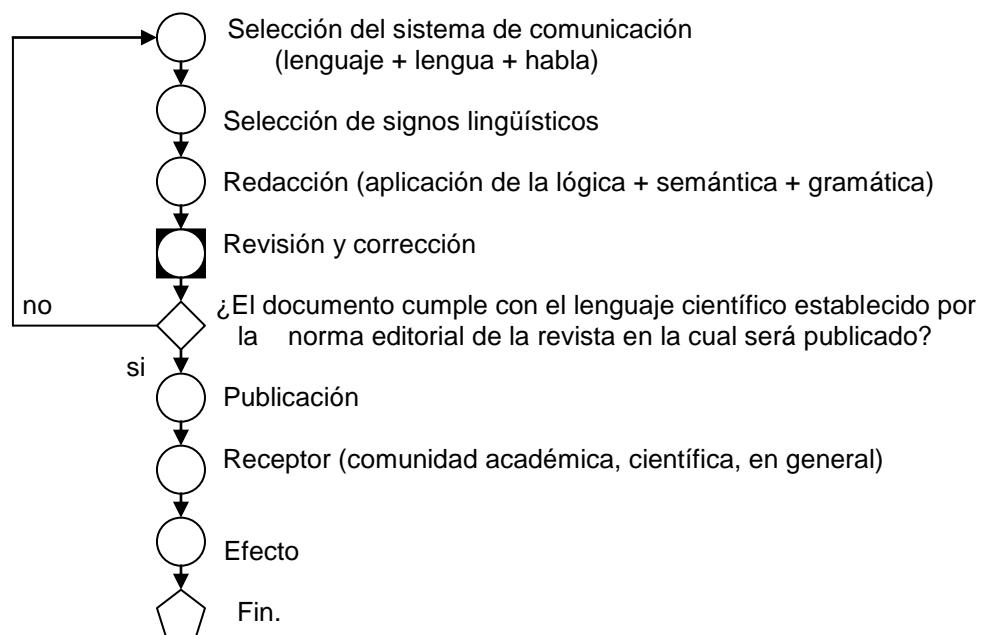 Selección del sistema de comunicación
(lenguaje + lengua + habla)
Selección de signos lingüísticos
Redacción (aplicación de la lógica + semántica + gramática)
Revisión y corrección
no
¿El documento cumple con el lenguaje científico establecido por
la norma editorial de la revista en la cual será publicado?
si
Publicación
Receptor (comunidad académica, científica, en general)
Efecto
Fin.